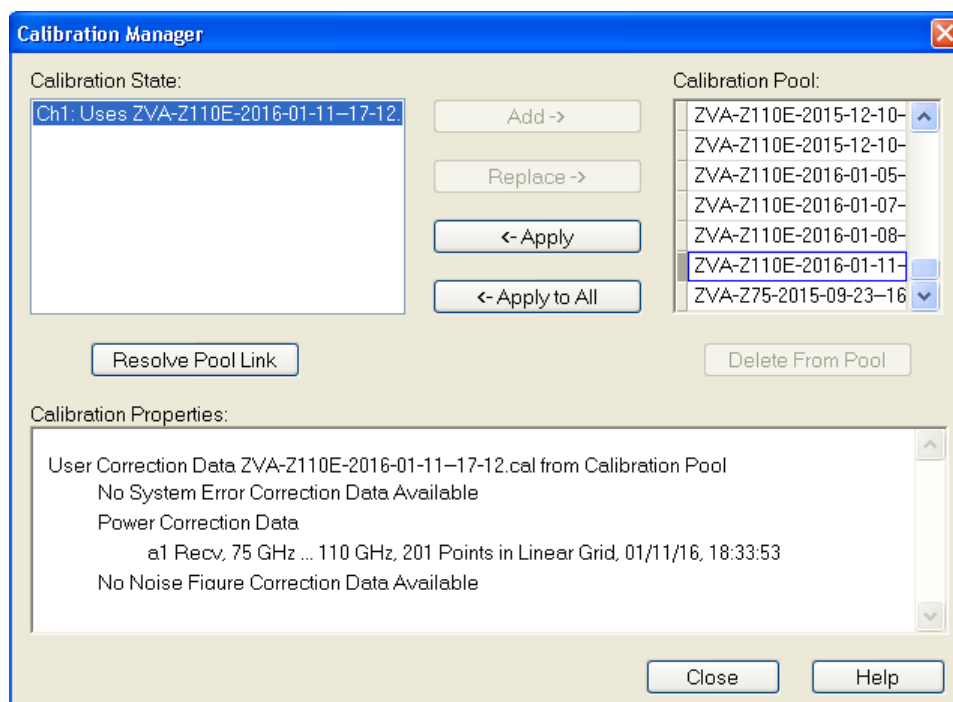 Calibration Manager
Calibration State:
Ch1: Uses ZVA-Z110E-2016-01-11--17-12.
Add ->
Replace ->
<- Apply
<- Apply to All
Calibration Pool:
ZVA-Z110E-2015-12-10-
ZVA-Z110E-2015-12-10-
ZVA-Z110E-2016-01-05-
ZVA-Z110E-2016-01-07-
ZVA-Z110E-2016-01-08-
ZVA-Z110E-2016-01-11-
ZVA-Z75-2015-09-23--16
Resolve Pool Link
Delete From Pool
Calibration Properties:
User Correction Data ZVA-Z110E-2016-01-11--17-12.cal from Calibration Pool
No System Error Correction Data Available
Power Correction Data
a1 Recv, 75 GHz ... 110 GHz, 201 Points in Linear Grid, 01/11/16, 18:33:53
No Noise Figure Correction Data Available
Close
Help